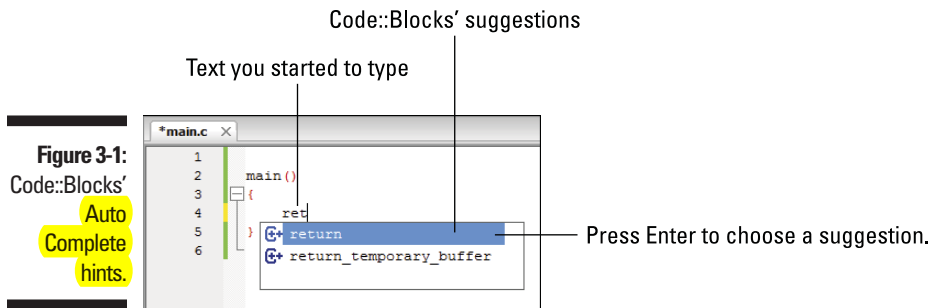 Code::Blocks' suggestions
Text you started to type
*main.c X
Figure 3-1:
Code::Blocks'
Auto
Complete
hints.
1
2 main()
3 {
4 ret
5 }
6
return
return_temporary_buffer
Press Enter to choose a suggestion.